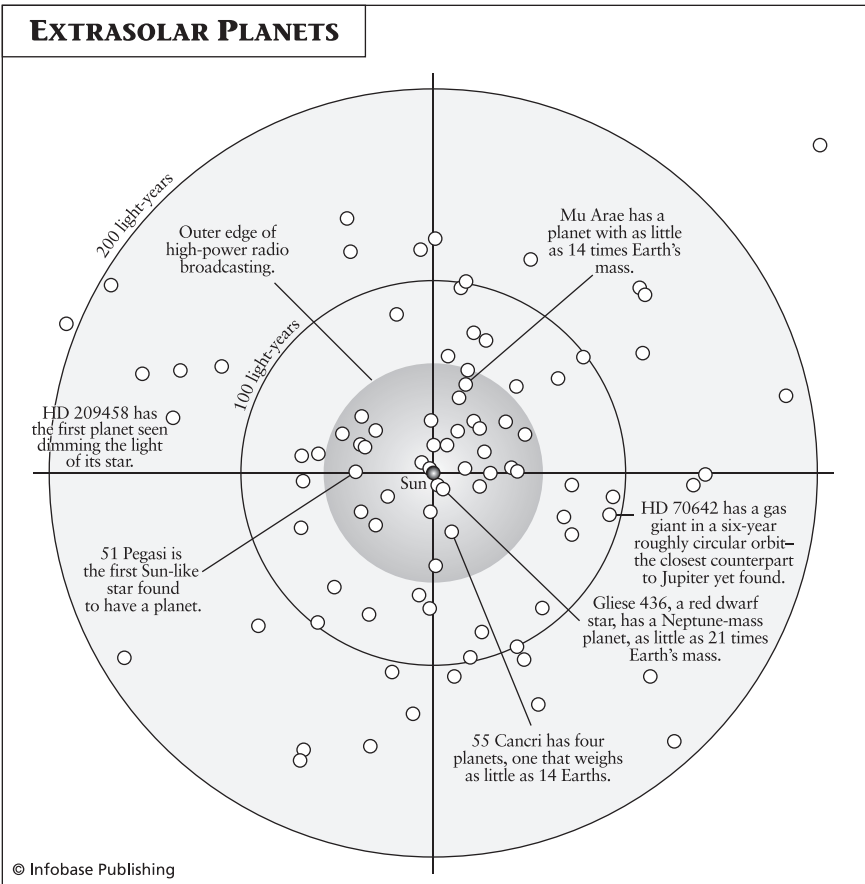 EXTRASOLAR PLANETS
200 light-years
Outer edge of
high-power radio
broadcasting.
Mu Arae has a
planet with as little
as 14 times Earth's
mass.
100 light-years
HD 209458 has
the first planet seen
dimming the light
of its star.
Sun
HD 70642 has a gas
giant in a six-year
roughly circular orbit–
the closest counterpart
to Jupiter yet found.
51 Pegasi is
the first Sun-like
star found
to have a planet.
Gliese 436, a red dwarf
star, has a Neptune-mass
planet, as little as 21 times
Earth's mass.
55 Cancri has four
planets, one that weighs
as little as 14 Earths.
© Infobase Publishing